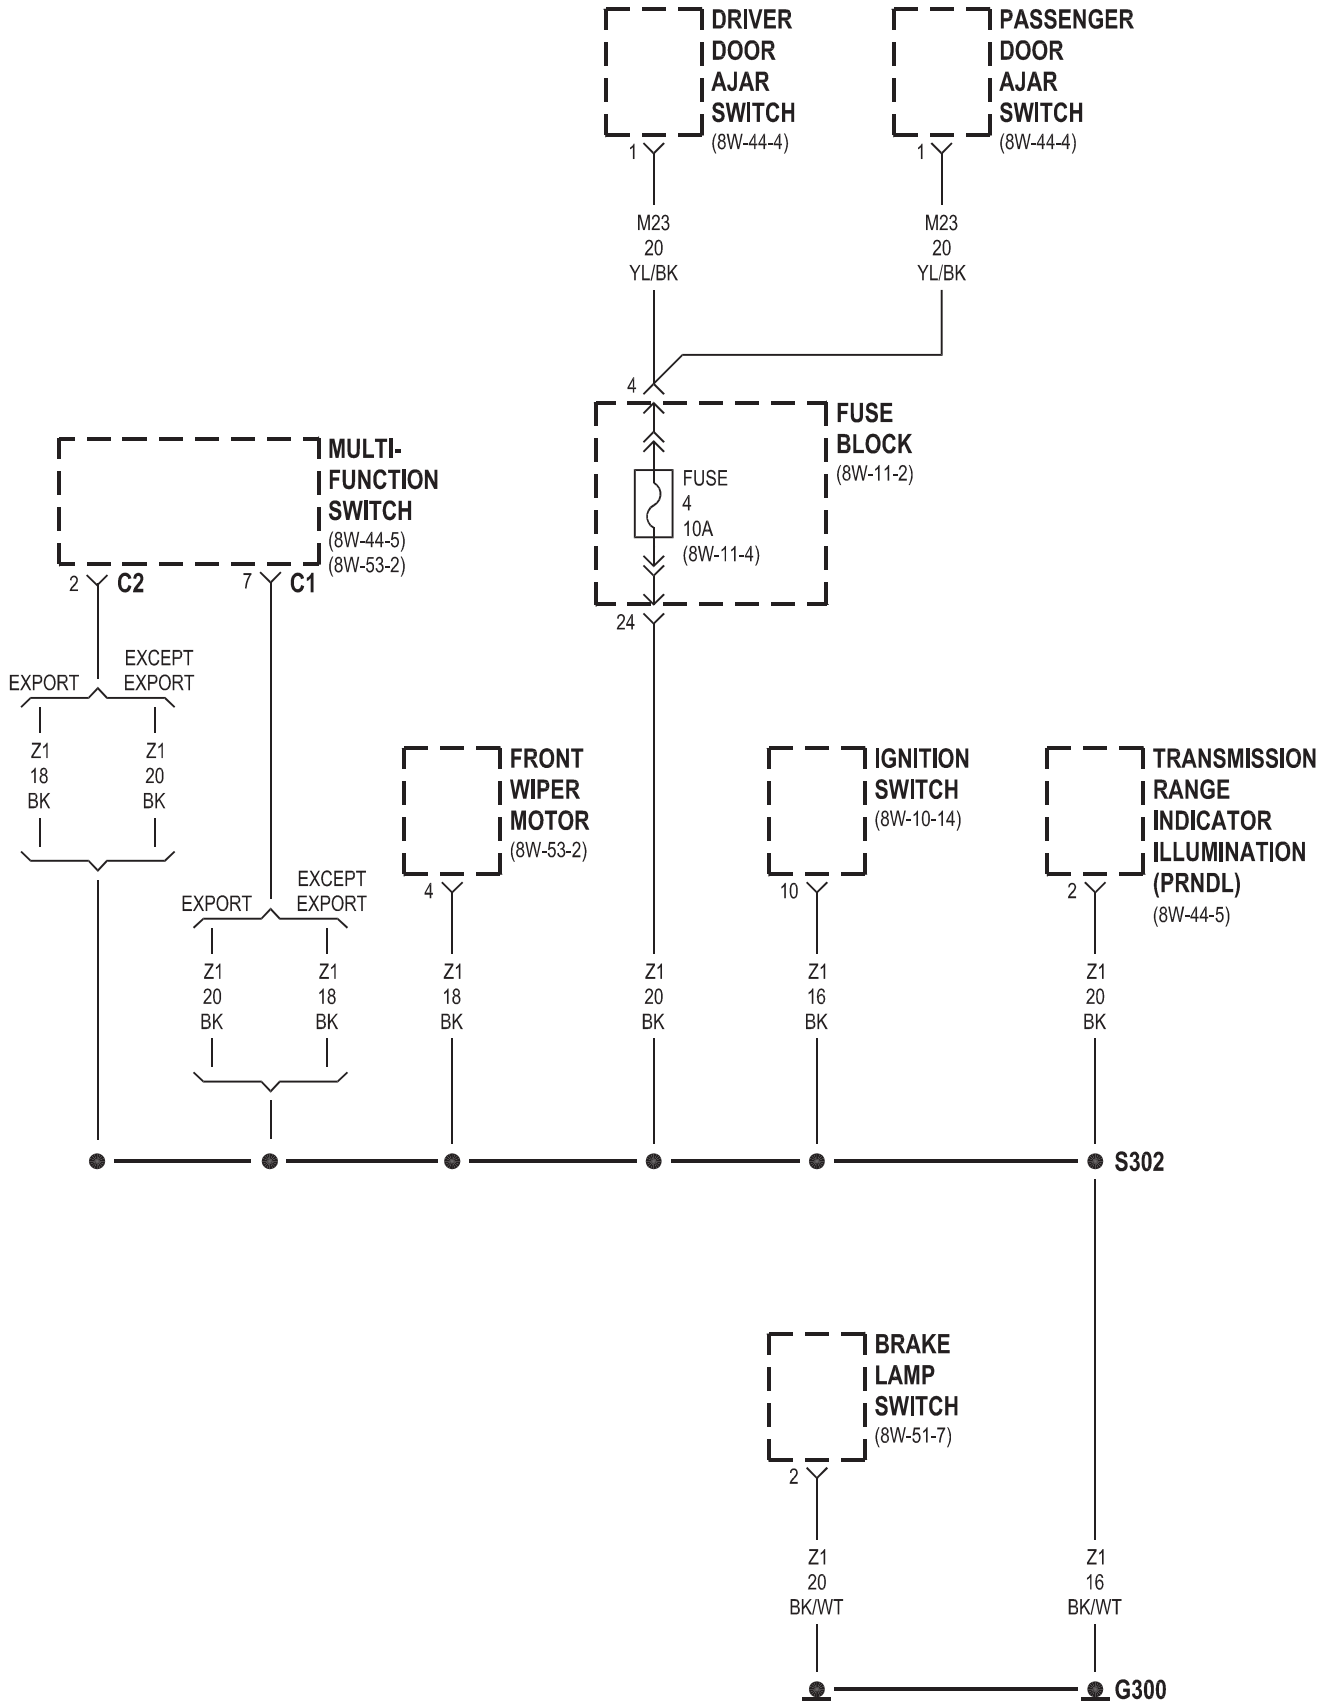 DRIVER
DOOR
AJAR
SWITCH
(8W-44-4)
1
PASSENGER
DOOR
AJAR
SWITCH
(8W-44-4)
1
M23
20
YL/BK
M23
20
YL/BK
4
FUSE
BLOCK
(8W-11-2)
FUSE
4
10A
(8W-11-4)
24
MULTI-
FUNCTION
SWITCH
(8W-44-5)
(8W-53-2)
2 C2
7 C1
EXPORT
EXCEPT
EXPORT
Z1
18
BK
Z1
20
BK
EXPORT
EXCEPT
EXPORT
Z1
20
BK
Z1
18
BK
FRONT
WIPER
MOTOR
(8W-53-2)
4
Z1
18
BK
Z1
20
BK
IGNITION
SWITCH
(8W-10-14)
10
Z1
16
BK
TRANSMISSION
RANGE
INDICATOR
ILLUMINATION
(PRNDL)
(8W-44-5)
2
Z1
20
BK
S302
BRAKE
LAMP
SWITCH
(8W-51-7)
2
Z1
20
BK/WT
Z1
16
BK/WT
G300